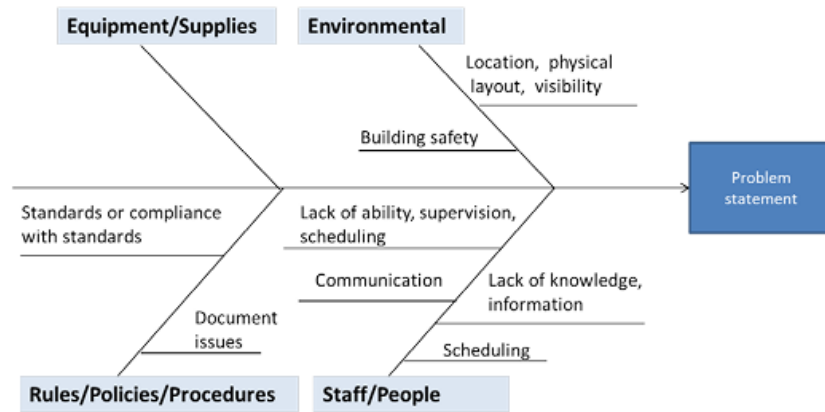 Equipment/Supplies
Environmental
Location, physical
layout, visibility
Building safety
Problem
statement
Standards or compliance
with standards
Lack of ability, supervision,
scheduling
Communication
Lack of knowledge,
information
Document
issues
Scheduling
Rules/Policies/Procedures
Staff/People